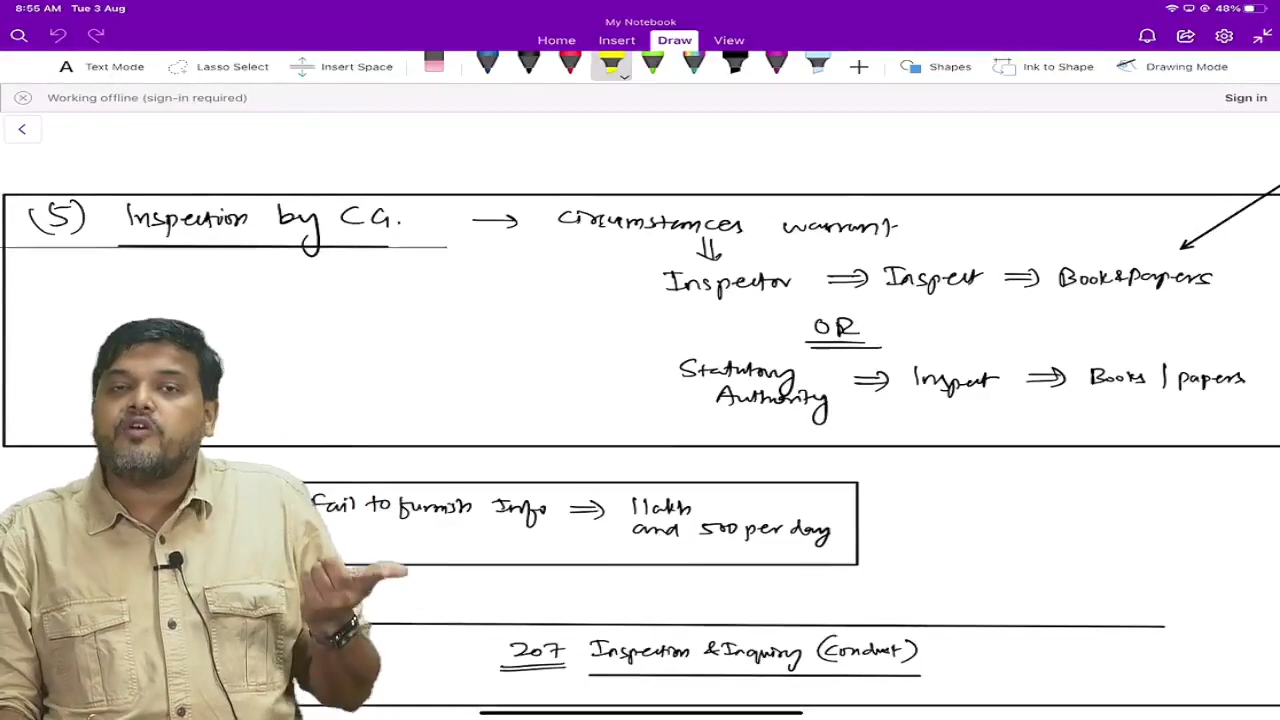 8:55 AM Tue 3 Aug
48%
My Notebook
Home Insert Draw View
Text Mode Lasso Select Insert Space Shapes Ink to Shape Drawing Mode
Working offline (sign-in required) Sign in
(5) Inspection by CG. → circumstances warrant
⇓
Inspector ⇒ Inspect ⇒ Book&papers
OR
Statutory
Authority ⇒ Inspect ⇒ Books / papers
Fail to furnish Info ⇒ 1 lakh
and 500 per day
207 Inspection & Inquiry (Conduct)